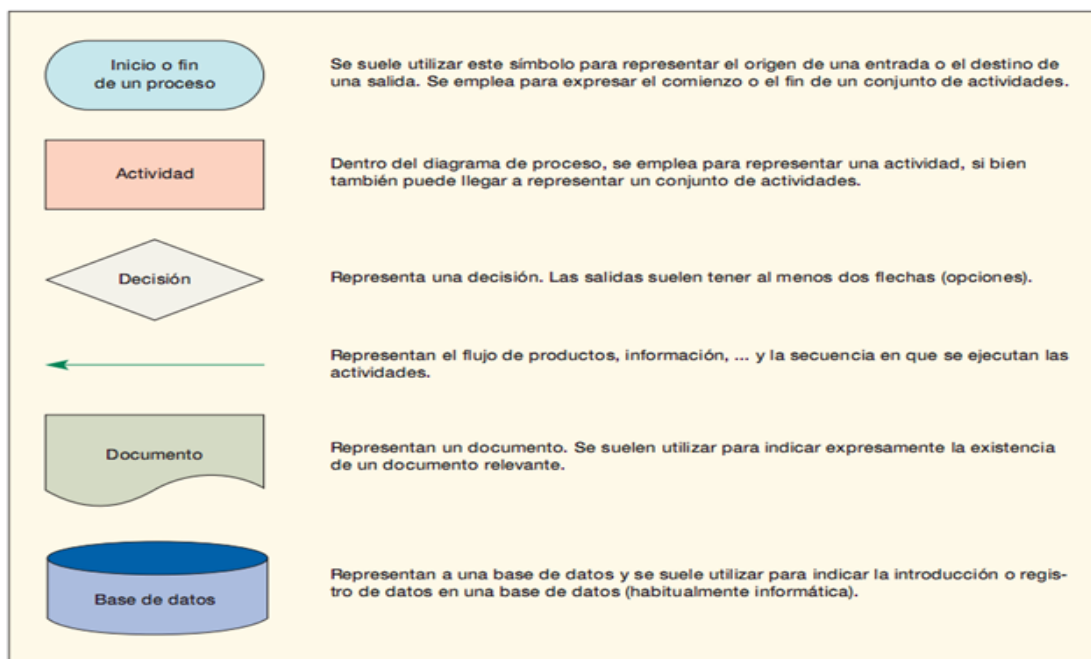 Inicio o fin
de un proceso
Se suele utilizar este símbolo para representar el origen de una entrada o el destino de
una salida. Se emplea para expresar el comienzo o el fin de un conjunto de actividades.
Actividad
Dentro del diagrama de proceso, se emplea para representar una actividad, si bien
también puede llegar a representar un conjunto de actividades.
Decisión
Representa una decisión. Las salidas suelen tener al menos dos flechas (opciones).
Representan el flujo de productos, información, ... y la secuencia en que se ejecutan las
actividades.
Documento
Representan un documento. Se suelen utilizar para indicar expresamente la existencia
de un documento relevante.
Base de datos
Representan a una base de datos y se suele utilizar para indicar la introducción o regis-
tro de datos en una base de datos (habitualmente informática).